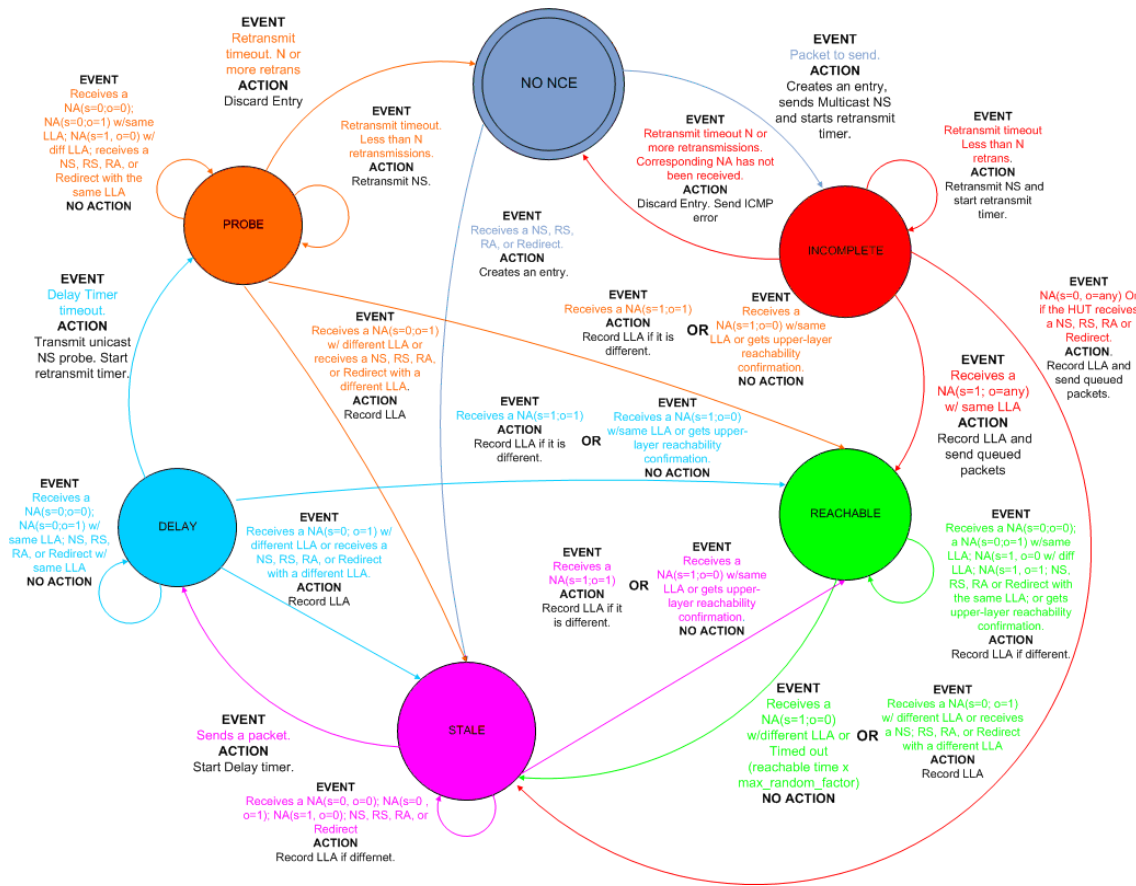 EVENT
Retransmit
timeout. N or
more retrans
ACTION
Discard Entry
NO NCE
EVENT
Packet to send.
ACTION
Creates an entry,
sends Multicast NS
and starts retransmit
timer.
EVENT
Receives a
NA(s=0;o=0);
NA(s=0;o=1) w/same
LLA; NA(s=1, o=0) w/
diff LLA; receives a
NS, RS, RA, or
Redirect with the
same LLA
NO ACTION
EVENT
Retransmit timeout.
Less than N
retransmissions.
ACTION
Retransmit NS.
EVENT
Retransmit timeout N or
more retransmissions.
Corresponding NA has not
been received.
ACTION
Discard Entry. Send ICMP
error
EVENT
Retransmit timeout
Less than N
retrans.
ACTION
Retransmit NS and
start retransmit
timer.
PROBE
INCOMPLETE
EVENT
Receives a NS, RS,
RA, or Redirect.
ACTION
Creates an entry.
EVENT
Delay Timer
timeout.
ACTION
Transmit unicast
NS probe. Start
retransmit timer.
EVENT
Receives a NA(s=0;o=1)
w/ different LLA or
receives a NS, RS, RA,
or Redirect with a
different LLA.
ACTION
Record LLA
EVENT
Receives a NA(s=1;o=1)
ACTION
Record LLA if it is
different.
OR
EVENT
Receives a
NA(s=1;o=0) w/same
LLA or gets upper-layer
reachability
confirmation.
NO ACTION
EVENT
NA(s=0, o=any) Or
if the HUT receives
a NS, RS, RA or
Redirect.
ACTION.
Record LLA and
send queued
packets.
EVENT
Receives a
NA(s=1; o=any)
w/ same LLA
ACTION
Record LLA and
send queued
packets
EVENT
Receives a NA(s=1;o=1)
ACTION
Record LLA if it is
different.
OR
EVENT
Receives a NA(s=1;o=0)
w/same LLA or gets upper-
layer reachability
confirmation.
NO ACTION
EVENT
Receives a
NA(s=0;o=0);
NA(s=0;o=1) w/
same LLA; NS, RS,
RA, or Redirect w/
same LLA
NO ACTION
DELAY
EVENT
Receives a NA(s=0; o=1) w/
different LLA or receives a
NS, RS, RA, or Redirect
with a different LLA.
ACTION
Record LLA
REACHABLE
EVENT
Receives a NA(s=0;o=0);
a NA(s=0;o=1) w/same
LLA; NA(s=1, o=0 w/ diff
LLA; NA(s=1, o=1; NS,
RS, RA or Redirect with
the same LLA; or gets
upper-layer reachability
confirmation.
ACTION
Record LLA if different.
EVENT
Receives a
NA(s=1;o=1)
ACTION
Record LLA if it
is different.
OR
EVENT
Receives a
NA(s=1;o=0) w/same
LLA or gets upper-
layer reachability
confirmation.
NO ACTION
EVENT
Sends a packet.
ACTION
Start Delay timer.
STALE
EVENT
Receives a
NA(s=1;o=0)
w/different LLA or
Timed out
(reachable time x
max_random_factor)
NO ACTION
OR
EVENT
Receives a NA(s=0; o=1)
w/ different LLA or receives
a NS; RS, RA, or Redirect
with a different LLA
ACTION
Record LLA
EVENT
Receives a NA(s=0, o=0); NA(s=0 ,
o=1); NA(s=1, o=0); NS, RS, RA, or
Redirect
ACTION
Record LLA if differnet.